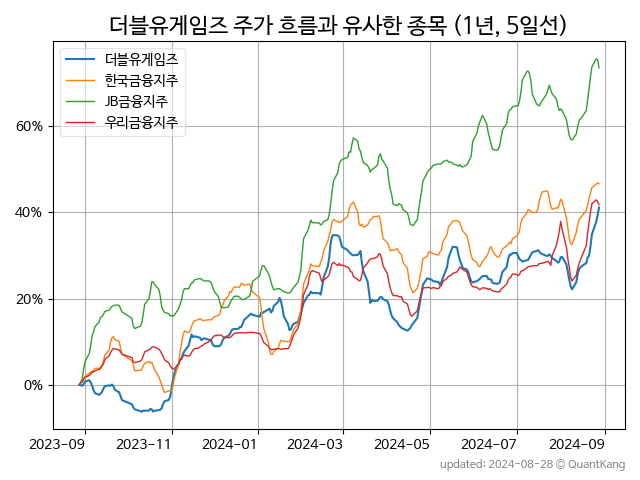 더블유게임즈 주가 흐름과 유사한 종목 (1년, 5일선)
더블유게임즈
한국금융지주
JB금융지주
우리금융지주
60%
40%
20%
0%
2023-09 2023-11 2024-01 2024-03 2024-05 2024-07 2024-09
updated: 2024-08-28 © QuantKang